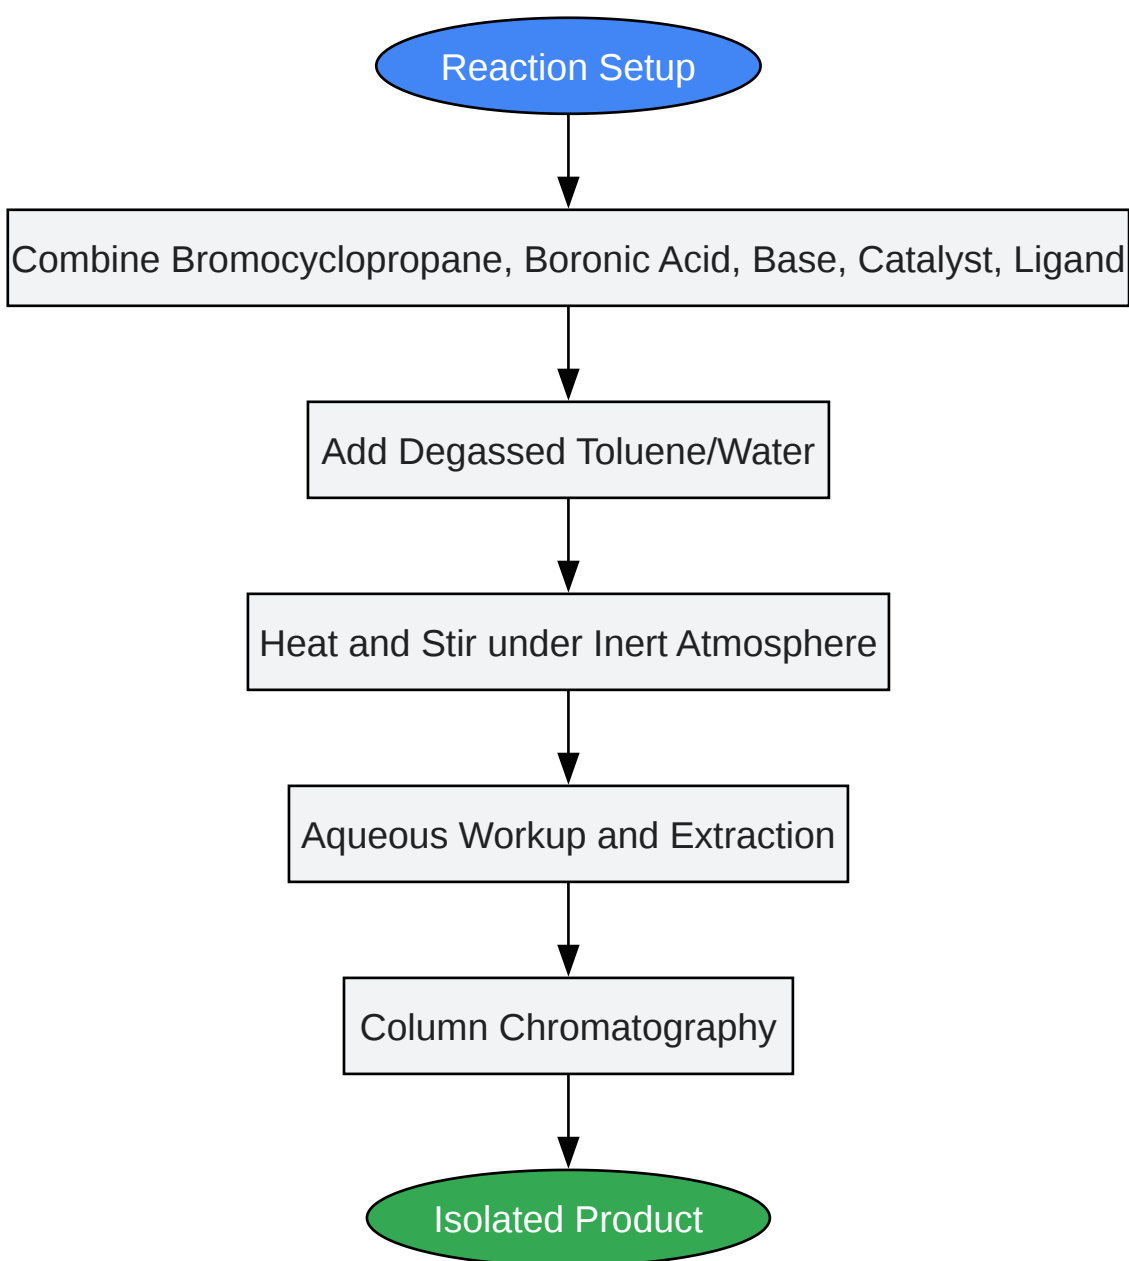 Reaction Setup
Combine Bromocyclopropane, Boronic Acid, Base, Catalyst, Ligand
Add Degassed Toluene/Water
Heat and Stir under Inert Atmosphere
Aqueous Workup and Extraction
Column Chromatography
Isolated Product